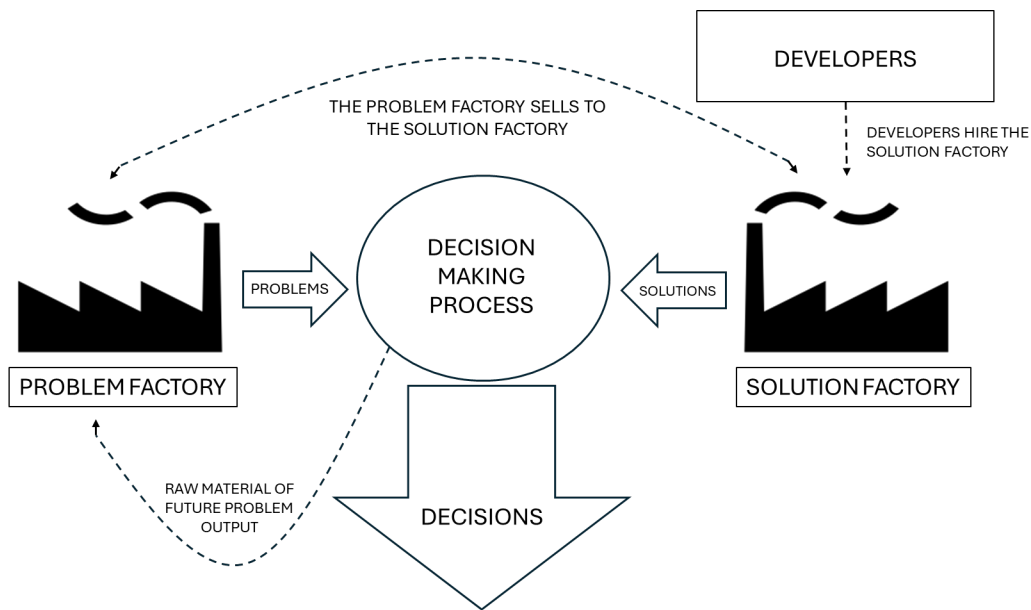 DEVELOPERS
THE PROBLEM FACTORY SELLS TO
THE SOLUTION FACTORY
DEVELOPERS HIRE THE
SOLUTION FACTORY
DECISION
MAKING
PROCESS
PROBLEMS
SOLUTIONS
PROBLEM FACTORY
SOLUTION FACTORY
RAW MATERIAL OF
FUTURE PROBLEM
OUTPUT
DECISIONS